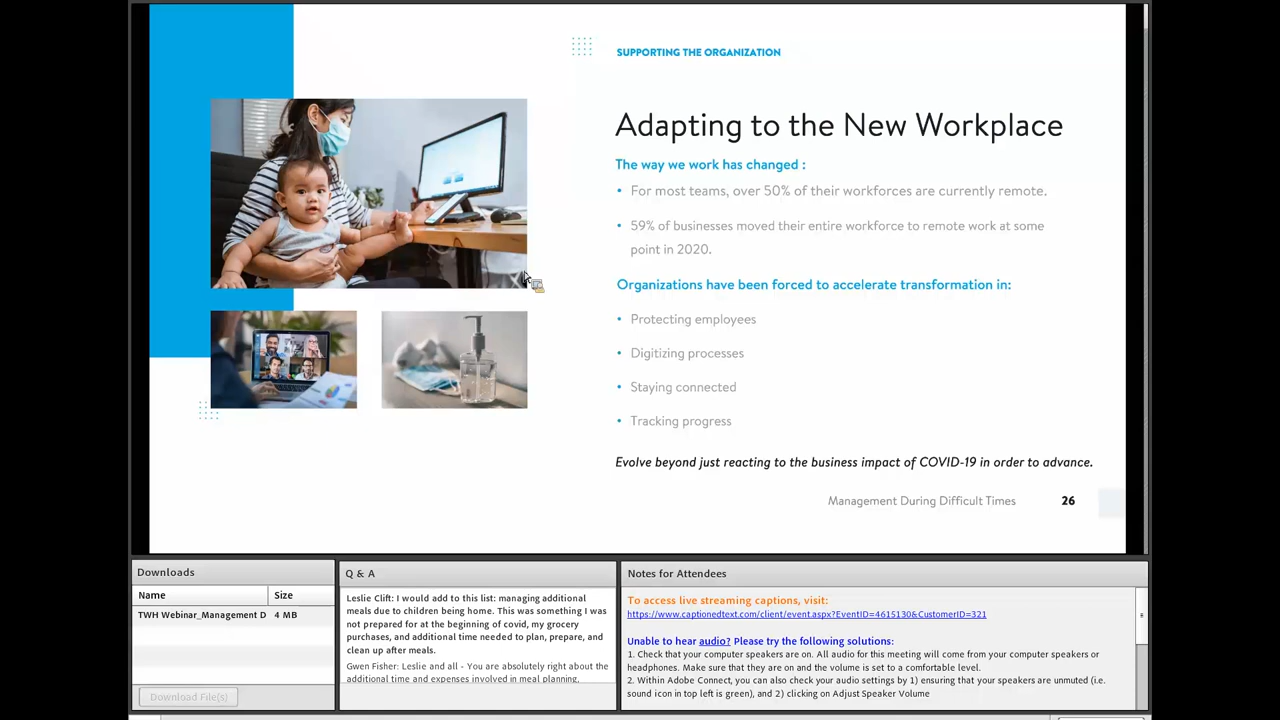 SUPPORTING THE ORGANIZATION
Adapting to the New Workplace
The way we work has changed :
• For most teams, over 50% of their workforces are currently remote.
• 59% of businesses moved their entire workforce to remote work at some
point in 2020.
Organizations have been forced to accelerate transformation in:
• Protecting employees
• Digitizing processes
• Staying connected
• Tracking progress
Evolve beyond just reacting to the business impact of COVID-19 in order to advance.
Management During Difficult Times 26
Downloads
Name Size
TWH Webinar_Management D 4 MB
Download File(s)
Q & A
Leslie Clift: I would add to this list: managing additional
meals due to children being home. This was something I was
not prepared for at the beginning of covid, my grocery
purchases, and additional time needed to plan, prepare, and
clean up after meals.
Gwen Fisher: Leslie and all - You are absolutely right about the
additional time and expenses involved in meal planning,
Notes for Attendees
To access live streaming captions, visit:
https://www.captionedtext.com/client/event.aspx?EventID=4615130&CustomerID=321
Unable to hear audio? Please try the following solutions:
1. Check that your computer speakers are on. All audio for this meeting will come from your computer speakers or
headphones. Make sure that they are on and the volume is set to a comfortable level.
2. Within Adobe Connect, you can also check your audio settings by 1) ensuring that your speakers are unmuted (i.e.
sound icon in top left is green), and 2) clicking on Adjust Speaker Volume